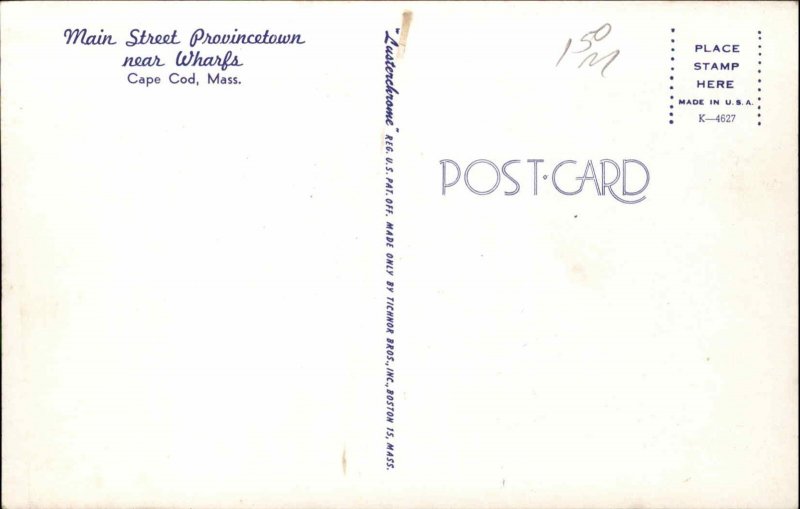 Main Street Provincetown
near Wharfs
Cape Cod, Mass.
"Lusterchrome" REG. U.S. PAT. OFF. MADE ONLY BY TICHNOR BROS., INC., BOSTON 15, MASS.
150
PLACE
STAMP
HERE
MADE IN U.S.A.
K—4627
POST·CARD